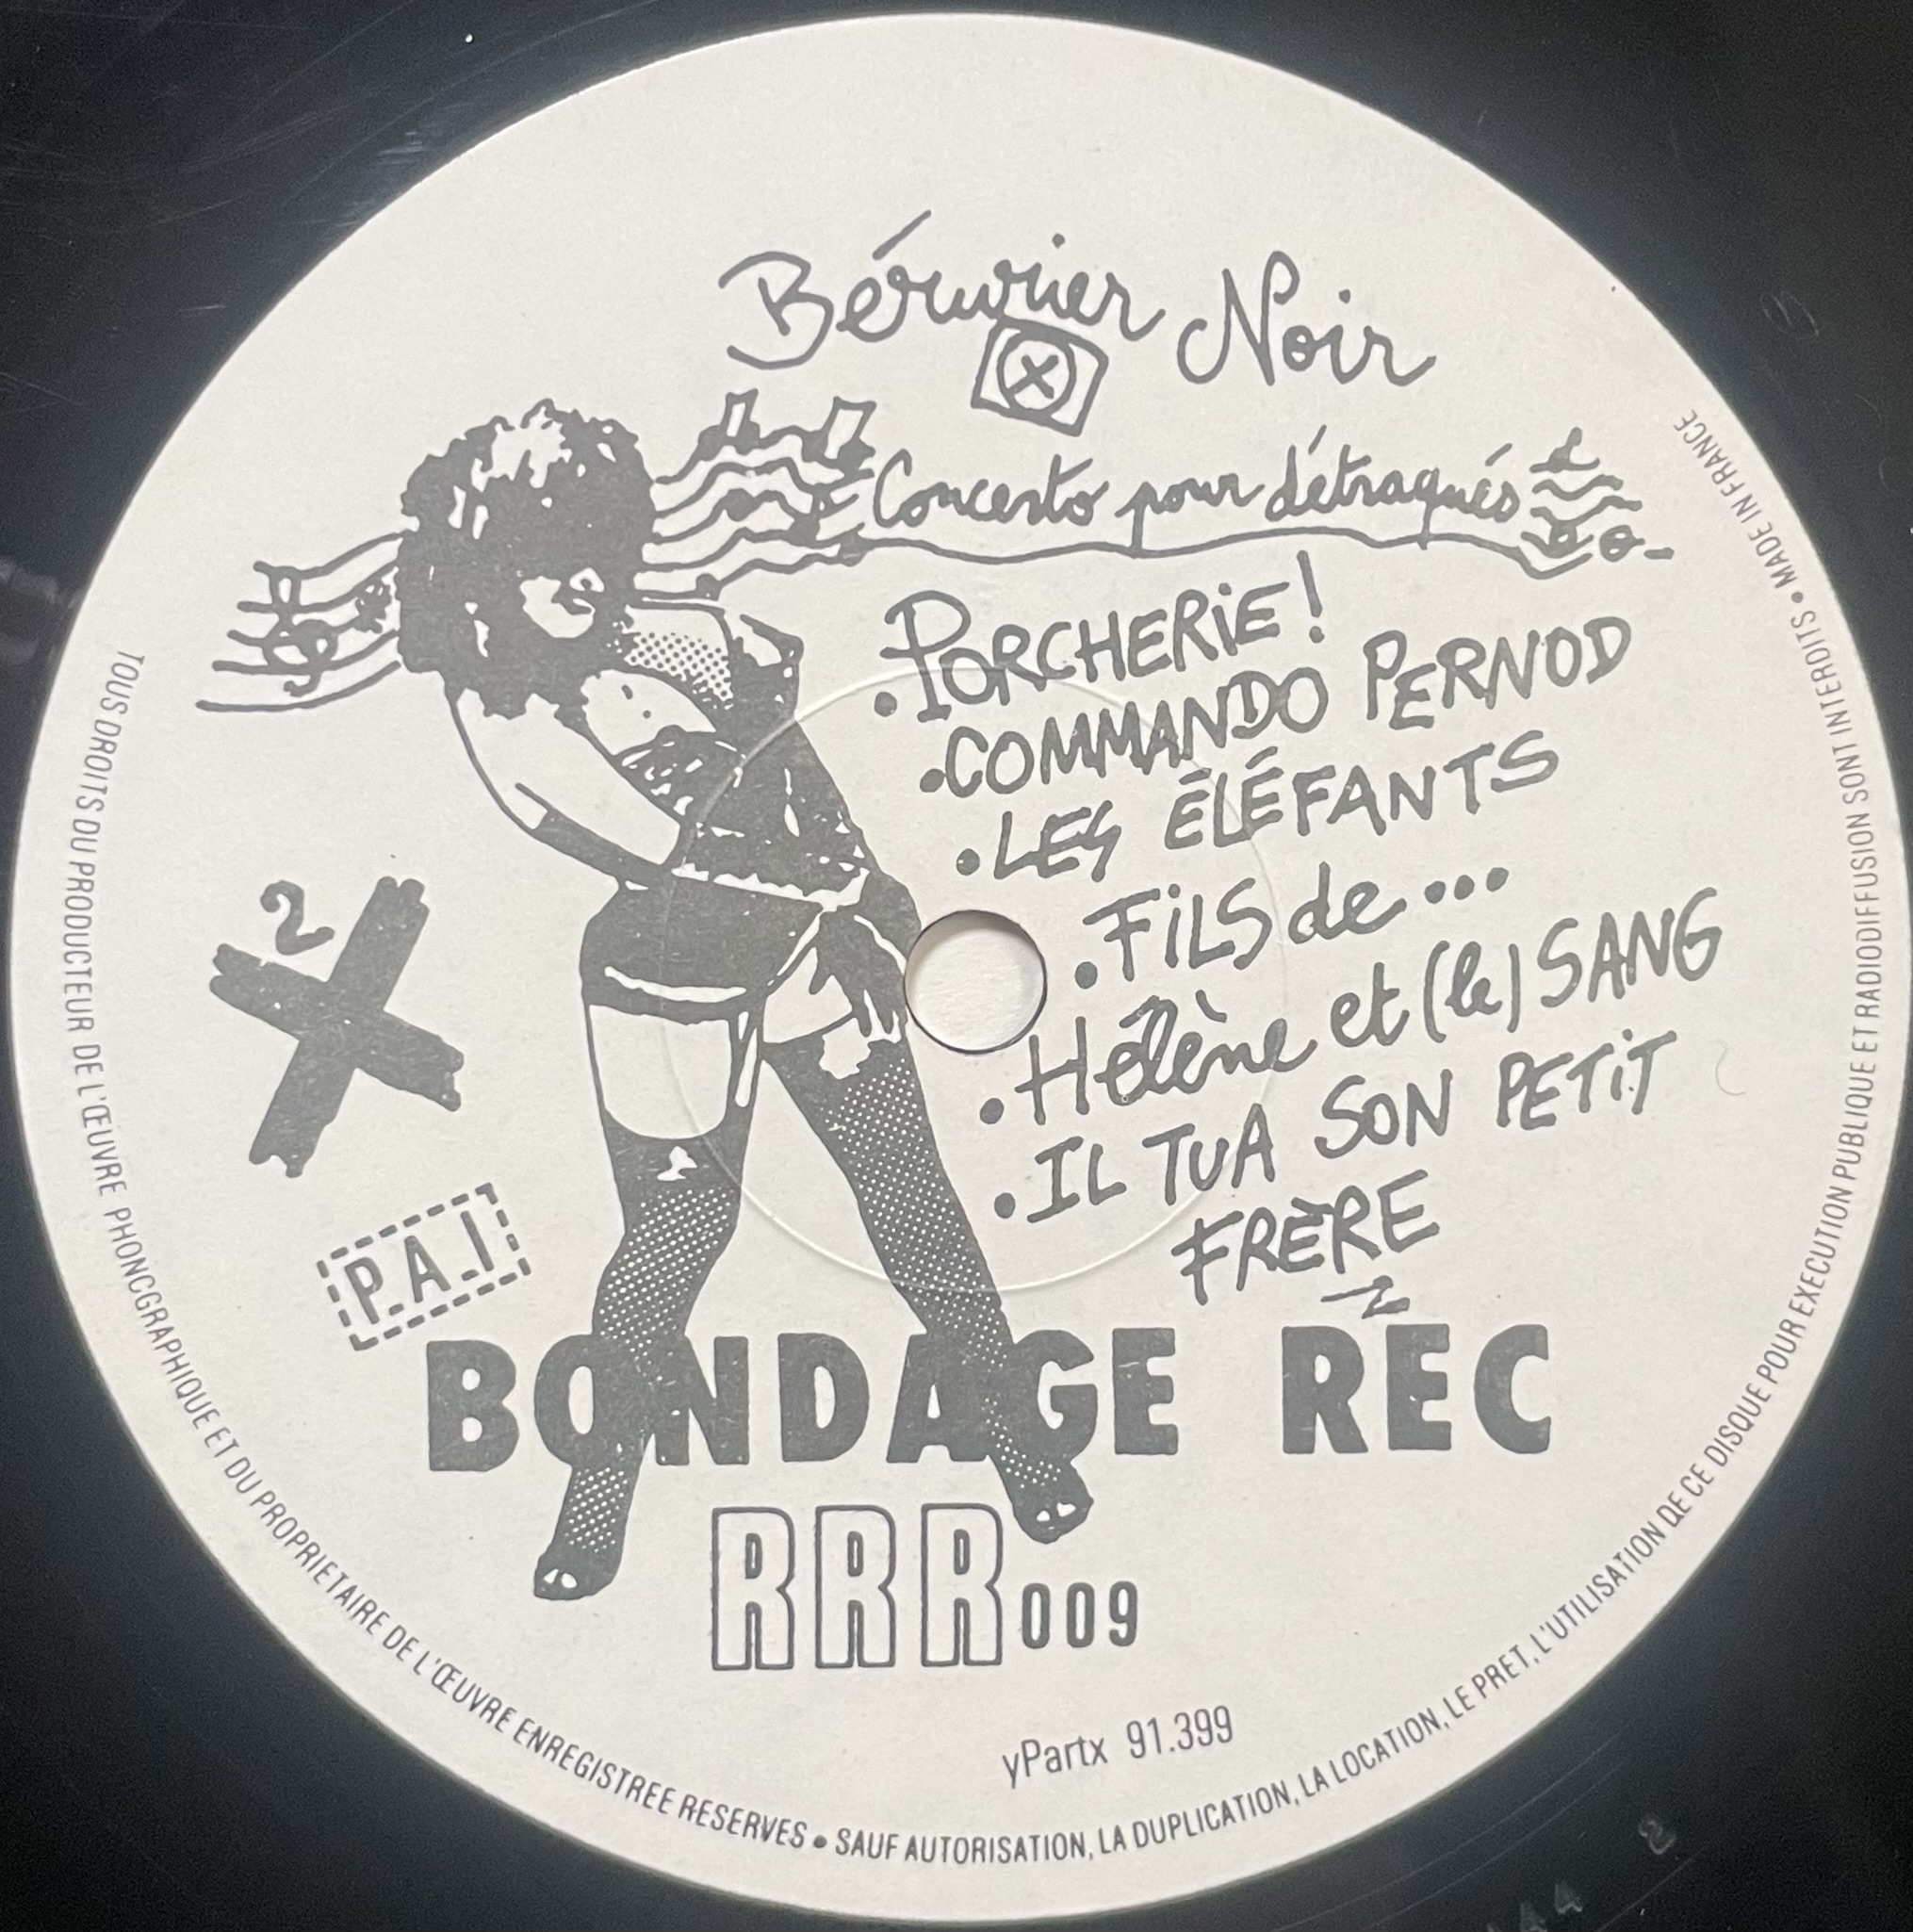 Bérurier Noir
Concerto pour détraqués
• PORCHERiE !
• COMMANDO PERNOD
• LES ÉLÉFANTS
• FiLS de ...
• Hélène et (le) SANG
• IL TUA SON PETiT
FRÈRE
2
P.A.I
BONDAGE REC
RRR 009
yPartx 91.399
TOUS DROITS DU PRODUCTEUR DE L'ŒUVRE PHONCGRAPHIQUE ET DU PROPRIETAIRE DE L'ŒUVRE ENREGISTREE RESERVES • SAUF AUTORISATION, LA DUPLICATION, LA LOCATION, LE PRET, L'UTILISATION DE CE DISQUE POUR EXECUTION PUBLIQUE ET RADIODIFFUSION SONT INTERDITS • MADE IN FRANCE